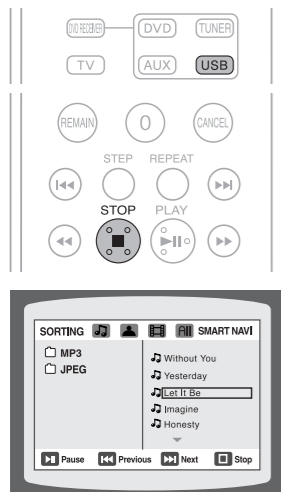 DVD RECEIVER DVD TUNER
TV AUX USB
REMAIN 0 CANCEL
STEP REPEAT
STOP PLAY
SORTING All SMART NAVI
MP3
JPEG
Without You
Yesterday
Let It Be
Imagine
Honesty
Pause Previous Next Stop